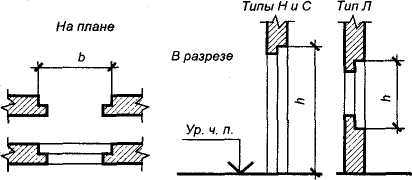 На плане
b
В разрезе
Типы Н и С
Тип Л
h
h
Ур. ч. п.